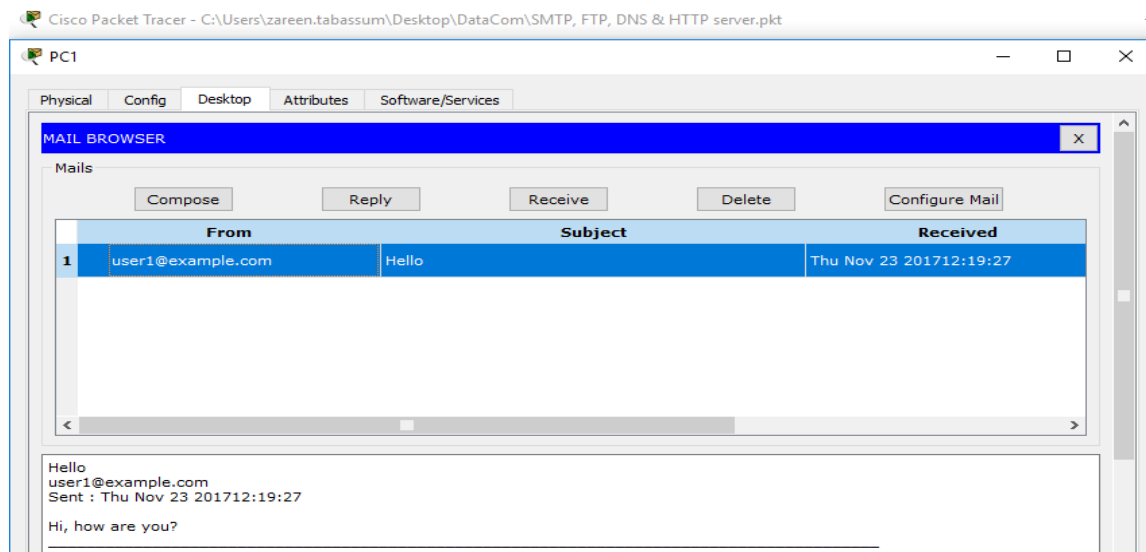 Cisco Packet Tracer - C:\Users\zareen.tabassum\Desktop\DataCom\SMTP, FTP, DNS & HTTP server.pkt
PC1
Physical Config Desktop Attributes Software/Services
MAIL BROWSER X
Mails
Compose Reply Receive Delete Configure Mail
From Subject Received
1 user1@example.com Hello Thu Nov 23 201712:19:27
Hello
user1@example.com
Sent : Thu Nov 23 201712:19:27
Hi, how are you?